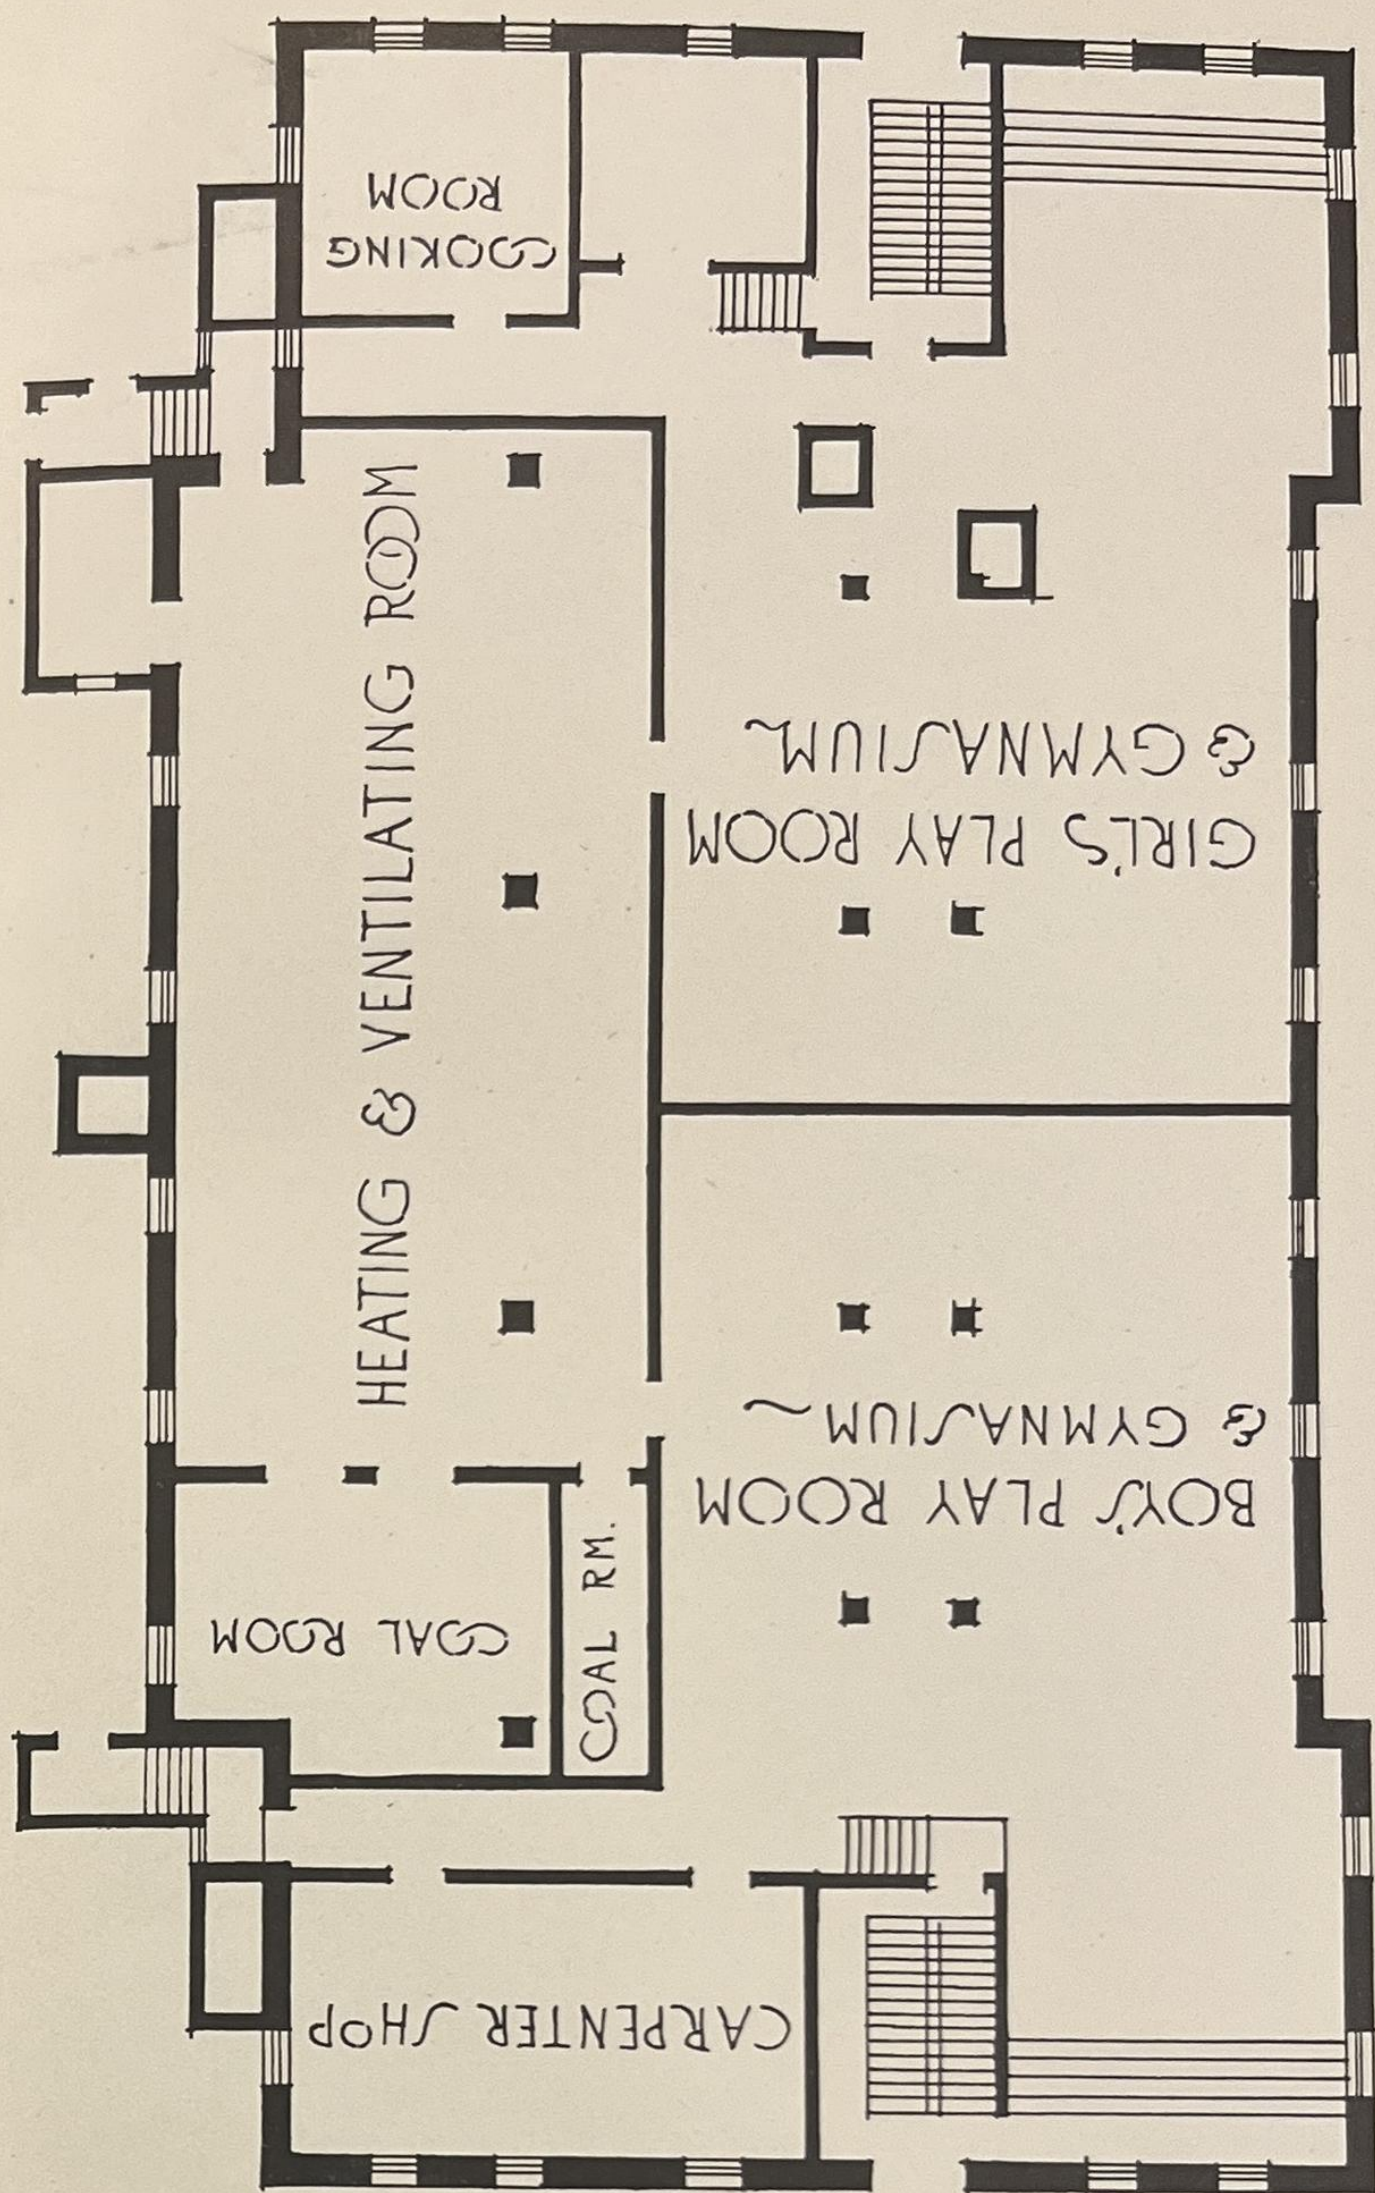 COOKING
ROOM
HEATING & VENTILATING ROOM
GIRL'S PLAY ROOM
& GYMNASIUM
BOY'S PLAY ROOM
& GYMNASIUM
COAL ROOM
COAL RM.
CARPENTER SHOP